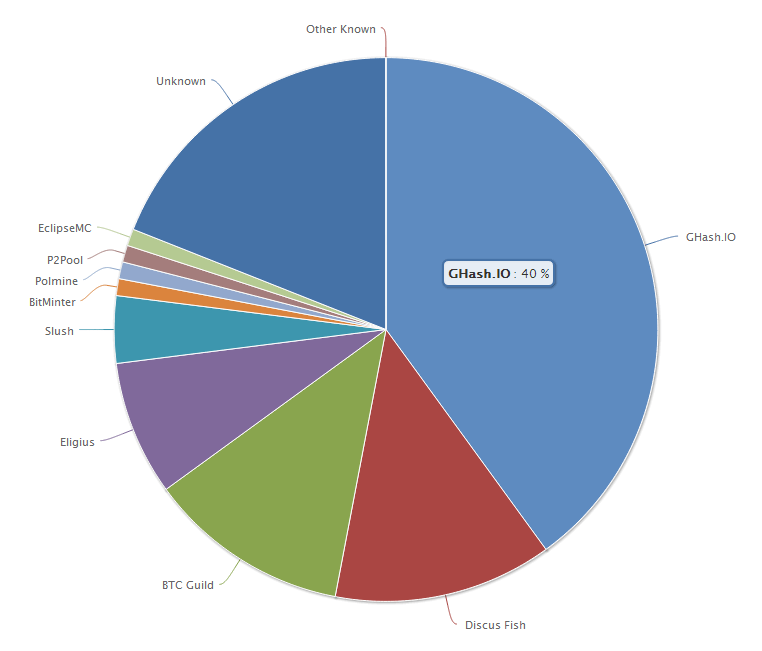 Other Known
Unknown
EclipseMC
GHash.IO
P2Pool
GHash.IO : 40 %
Polmine
BitMinter
Slush
Eligius
BTC Guild
Discus Fish